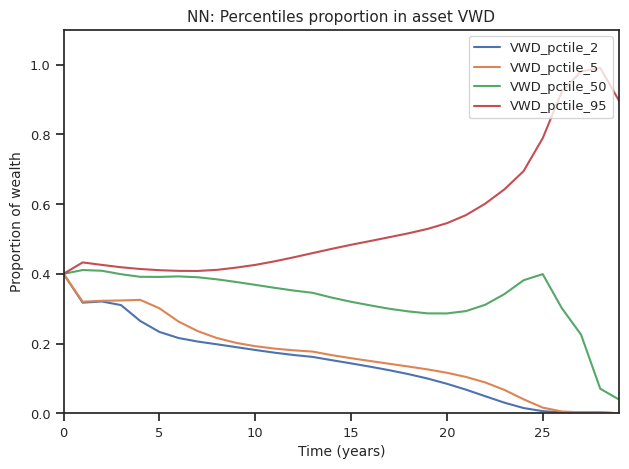 NN: Percentiles proportion in asset VWD
VWD_pctile_2
VWD_pctile_5
VWD_pctile_50
VWD_pctile_95
Proportion of wealth
1.0
0.8
0.6
0.4
0.2
0.0
0
5
10
15
20
25
Time (years)